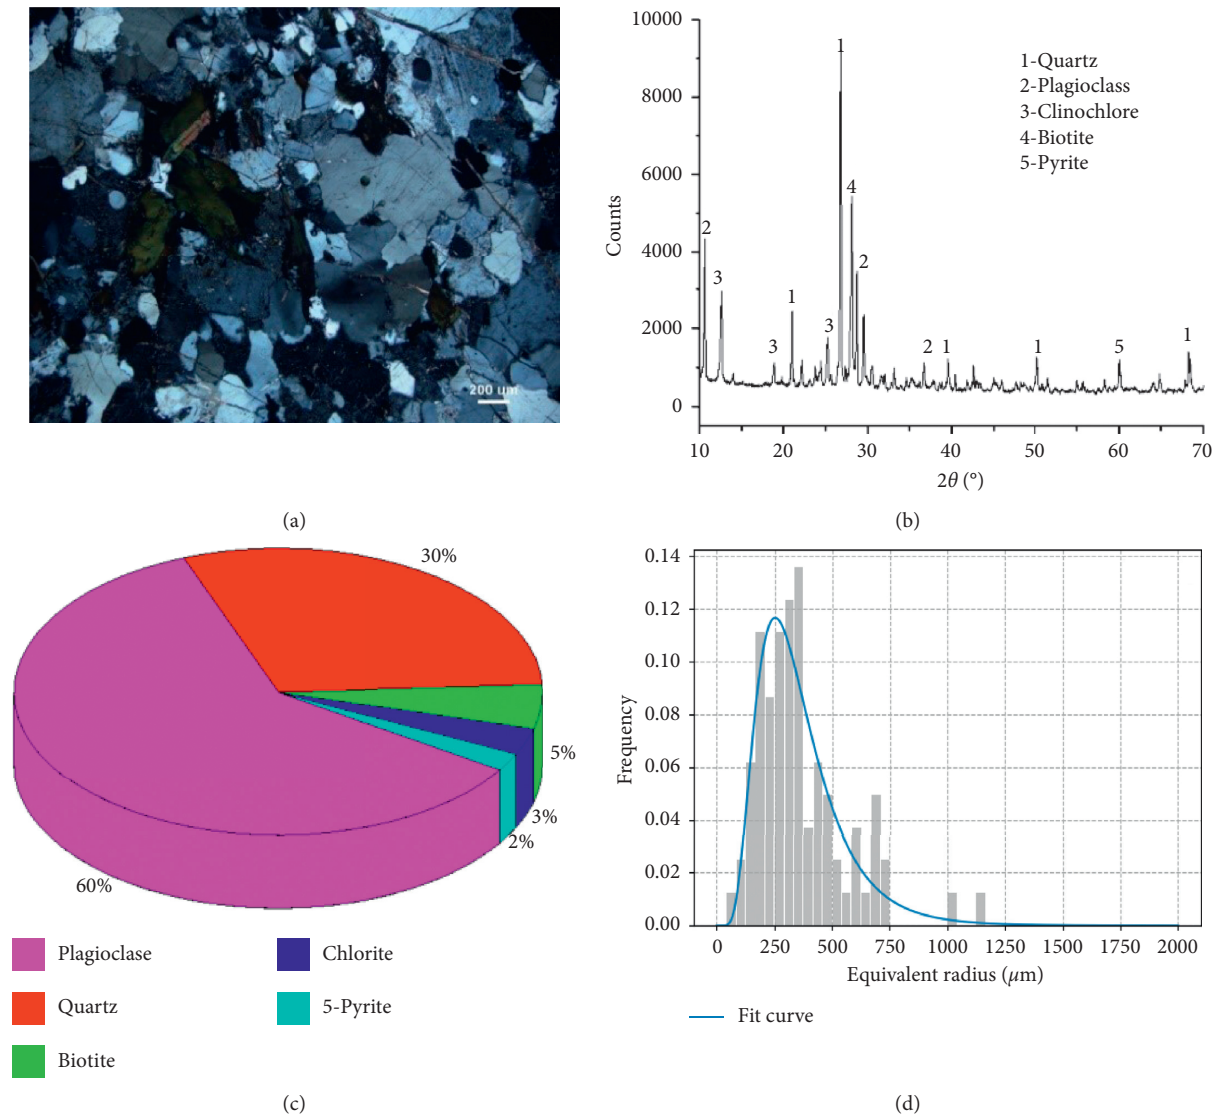 200 um
(a)
10000
8000
6000
4000
2000
0
Counts
1
1-Quartz
2-Plagioclass
3-Clinochlore
4-Biotite
5-Pyrite
4
2
3
2
1
3
3
2
1
1
5
1
10
20
30
40
50
60
70
2θ (°)
(b)
30%
5%
3%
2%
60%
Plagioclase
Quartz
Biotite
Chlorite
5-Pyrite
(c)
0.14
0.12
0.10
0.08
0.06
0.04
0.02
0.00
Frequency
0
250
500
750
1000
1250
1500
1750
2000
Equivalent radius (μm)
Fit curve
(d)